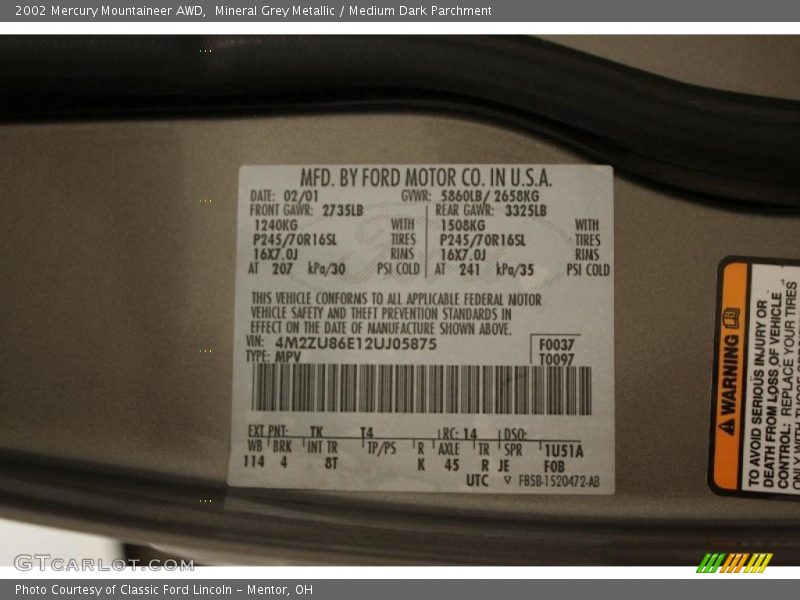 2002 Mercury Mountaineer AWD,  Mineral Grey Metallic / Medium Dark Parchment
MFD. BY FORD MOTOR CO. IN U.S.A.
DATE: 02/01 GVWR: 5860LB/ 2658KG
FRONT GAWR: 2735LB REAR GAWR: 3325LB
1240KG WITH 1508KG WITH
P245/70R16SL TIRES P245/70R16SL TIRES
16X7.0J RIMS 16X7.0J RIMS
AT 207 kPa/30 PSI COLD AT 241 kPa/35 PSI COLD
THIS VEHICLE CONFORMS TO ALL APPLICABLE FEDERAL MOTOR
VEHICLE SAFETY AND THEFT PREVENTION STANDARDS IN
EFFECT ON THE DATE OF MANUFACTURE SHOWN ABOVE.
VIN: 4M2ZU86E12UJ05875 F0037
TYPE: MPV T0097
EXT PNT: TK T4 RC: 14 DSO:
WB BRK INT TR TP/PS R AXLE TR SPR 1U51A
114 4 8T K 45 R JE F0B
UTC ▽ F85B-1520472-AB
⚠ WARNING
TO AVOID SERIOUS INJURY OR
DEATH FROM LOSS OF VEHICLE
CONTROL: REPLACE YOUR TIRES
GTcarlot.com
Photo Courtesy of Classic Ford Lincoln - Mentor, OH